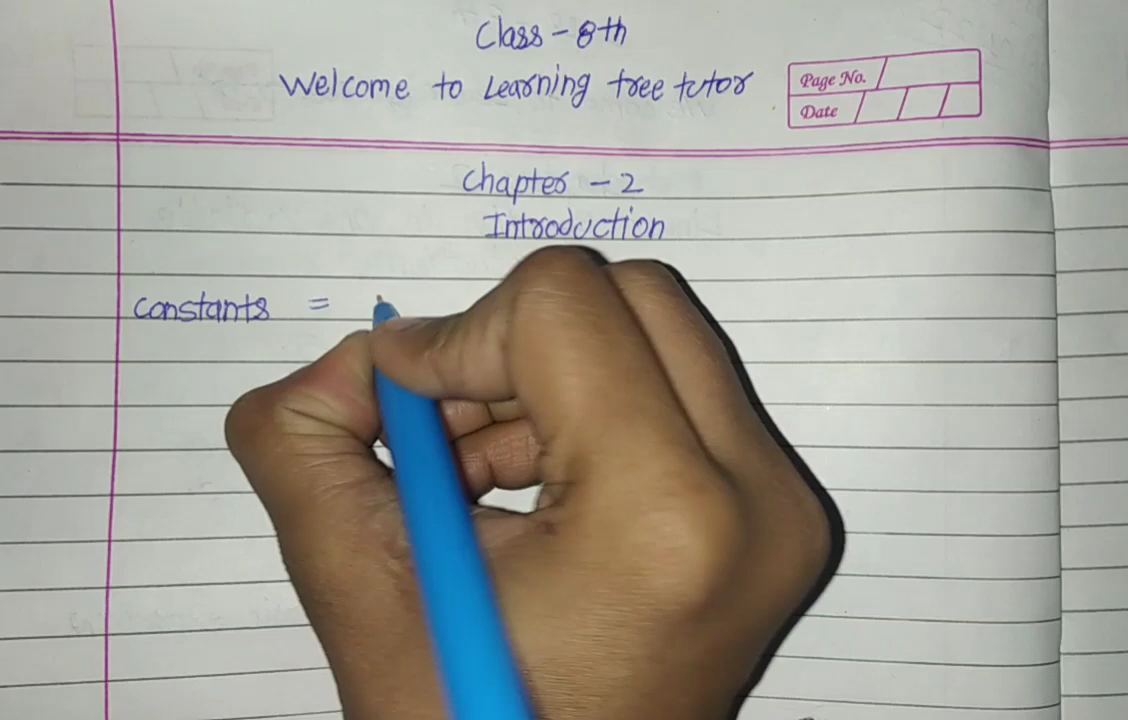 Class - 8th
Welcome to Learning tree tutor
Page No.
Date
Chapter - 2
Introduction
constants =